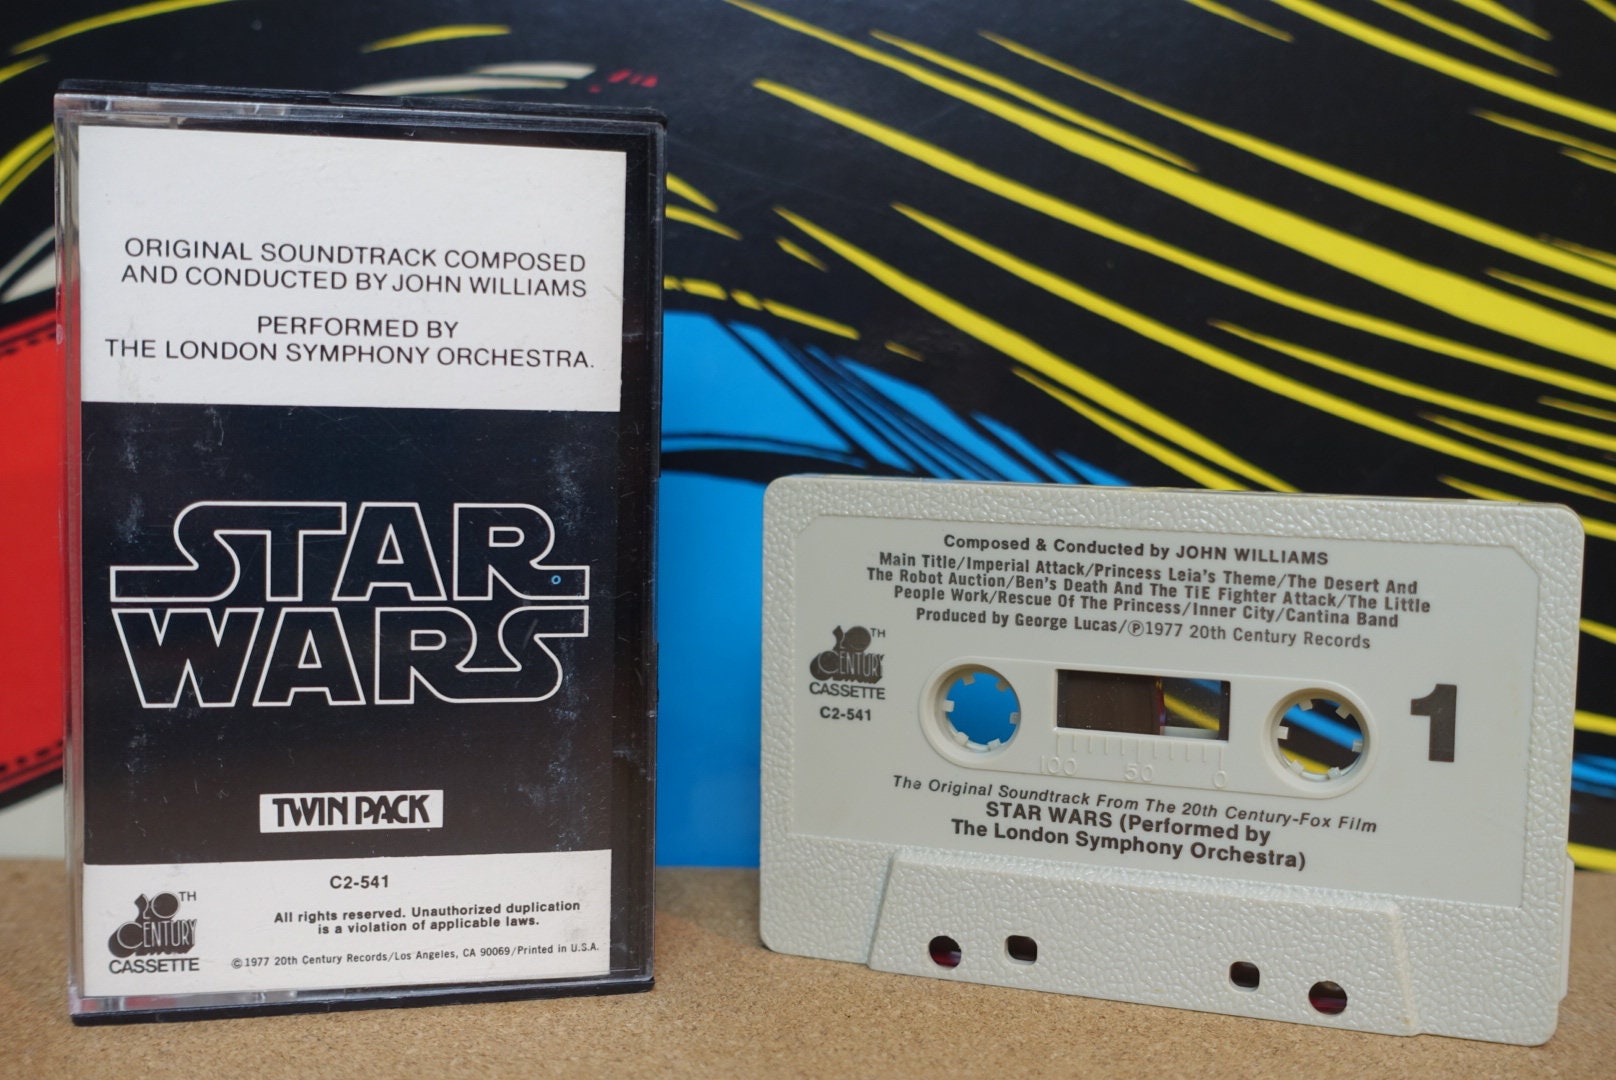 ORIGINAL SOUNDTRACK COMPOSED
AND CONDUCTED BY JOHN WILLIAMS
PERFORMED BY
THE LONDON SYMPHONY ORCHESTRA.
STAR
WARS
TWIN PACK
C2-541
20TH
CENTURY
CASSETTE
All rights reserved. Unauthorized duplication
is a violation of applicable laws.
©1977 20th Century Records/Los Angeles, CA 90069/Printed in U.S.A.
Composed & Conducted by JOHN WILLIAMS
Main Title/Imperial Attack/Princess Leia's Theme/The Desert And
The Robot Auction/Ben's Death And The TiE Fighter Attack/The Little
People Work/Rescue Of The Princess/Inner City/Cantina Band
Produced by George Lucas/℗1977 20th Century Records
20TH
CENTURY
CASSETTE
C2-541
1
100 50 0
The Original Soundtrack From The 20th Century-Fox Film
STAR WARS (Performed by
The London Symphony Orchestra)